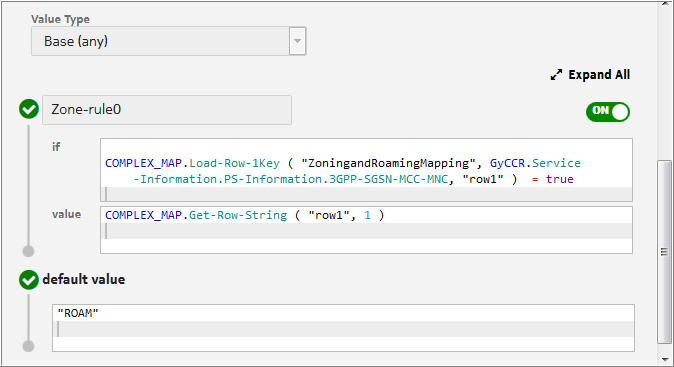 Value Type
Base (any)
Expand All
Zone-rule0
ON
if
COMPLEX_MAP.Load-Row-1Key ( "ZoningandRoamingMapping", GyCCR.Service
-Information.PS-Information.3GPP-SGSN-MCC-MNC, "row1" ) = true
value
COMPLEX_MAP.Get-Row-String ( "row1", 1 )
default value
"ROAM"